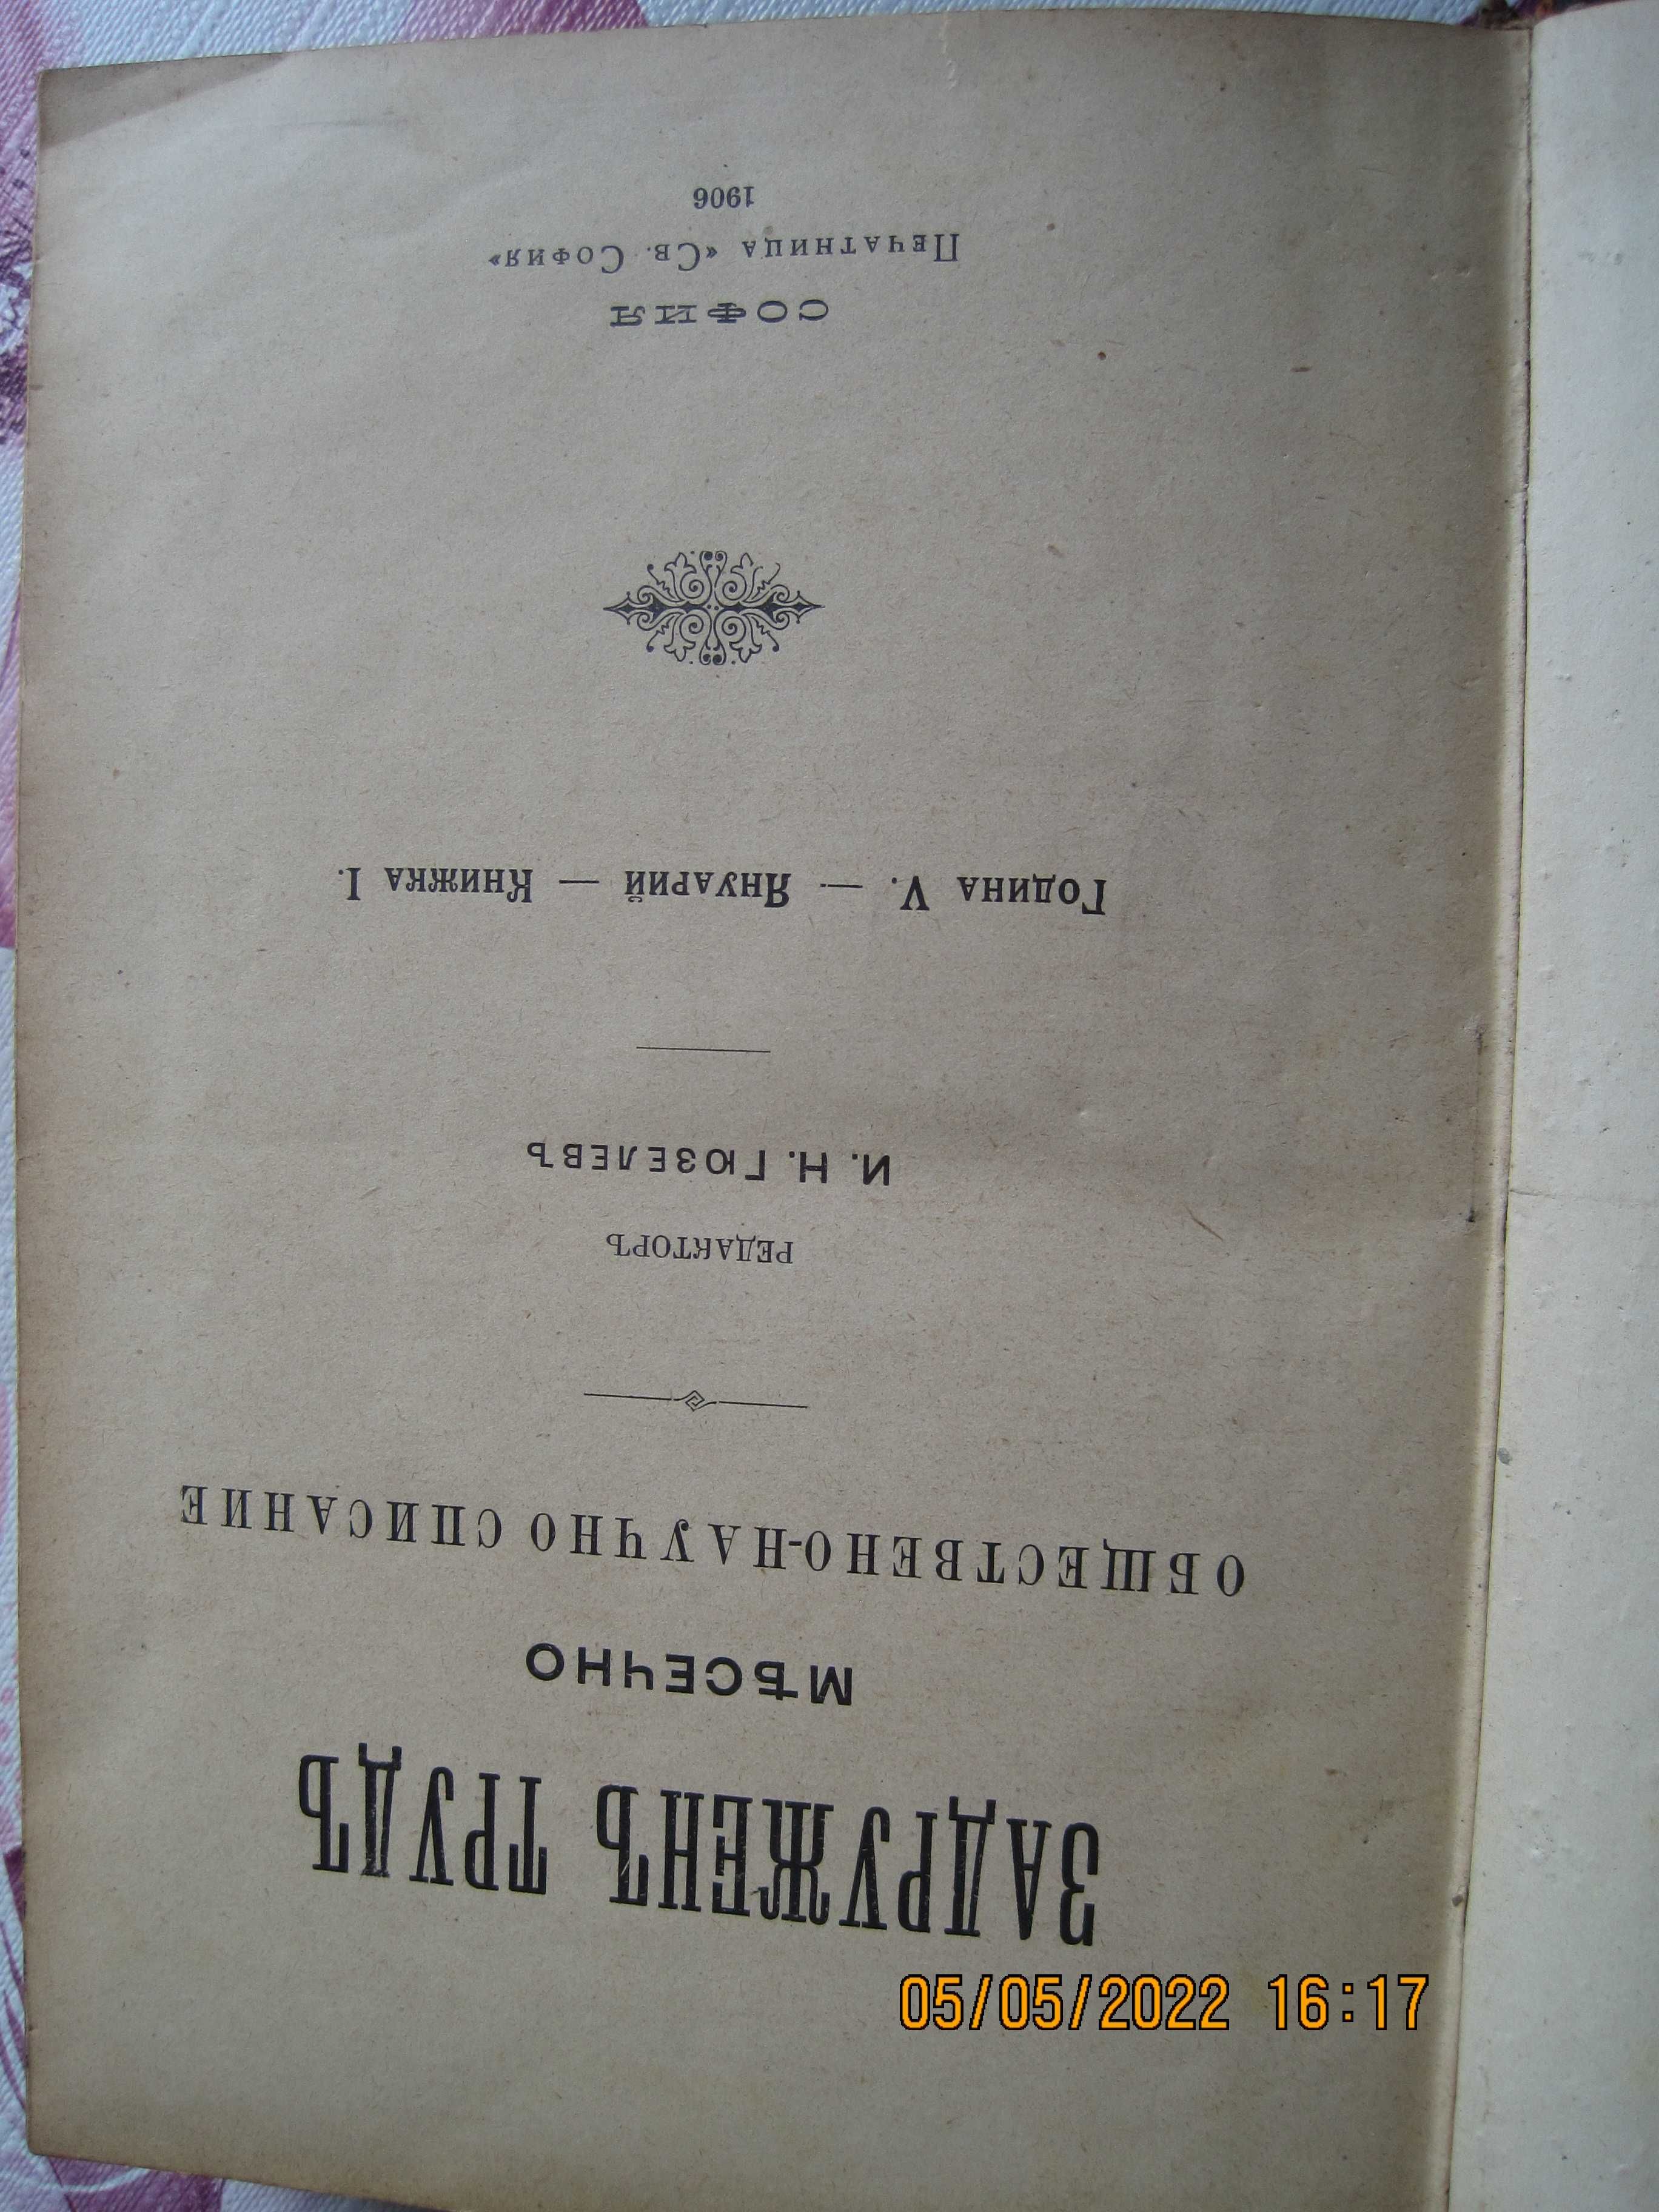 ЗАДРУЖЕНЪ ТРУДЪ
МѢСЕЧНО
ОБЩЕСТВЕНО-НАУЧНО СПИСАНИЕ
РЕДАКТОРЪ
И. Н. ГЮЗЕЛЕВЪ
Година V. — Януарий — Книжка I.
СОФИЯ
Печатница «Св. София»
1906
05/05/2022 16:17